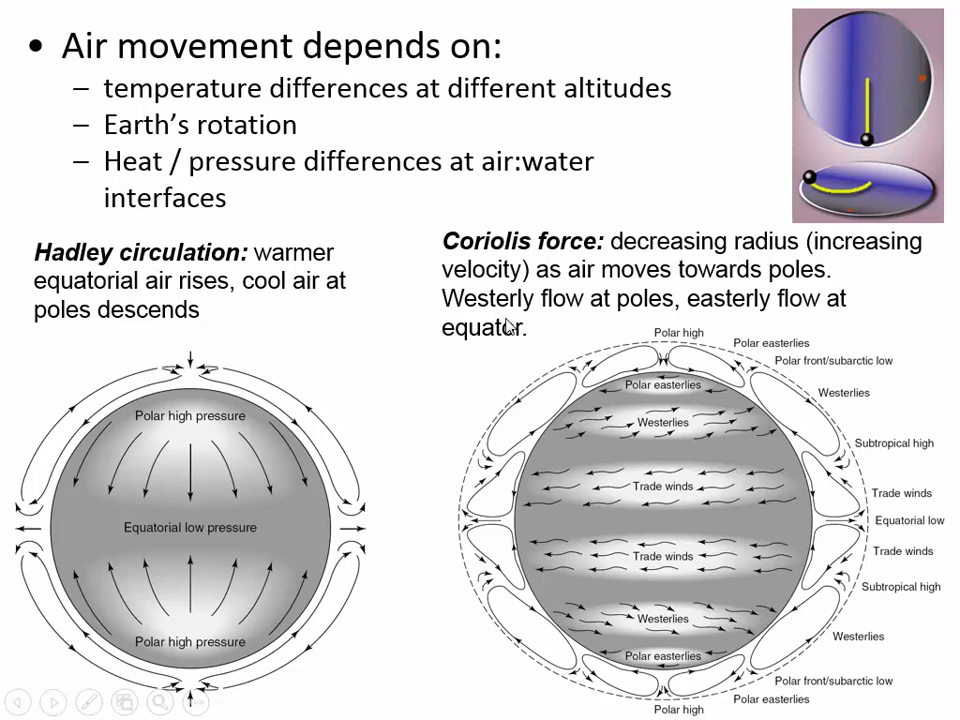 • Air movement depends on:
– temperature differences at different altitudes
– Earth's rotation
– Heat / pressure differences at air:water
interfaces
Hadley circulation: warmer
equatorial air rises, cool air at
poles descends
Coriolis force: decreasing radius (increasing
velocity) as air moves towards poles.
Westerly flow at poles, easterly flow at
equator.
Polar high pressure
Equatorial low pressure
Polar high pressure
Polar high
Polar easterlies
Polar front/subarctic low
Polar easterlies
Westerlies
Westerlies
Subtropical high
Trade winds
Trade winds
Equatorial low
Trade winds
Trade winds
Subtropical high
Westerlies
Westerlies
Polar easterlies
Polar front/subarctic low
Polar easterlies
Polar high